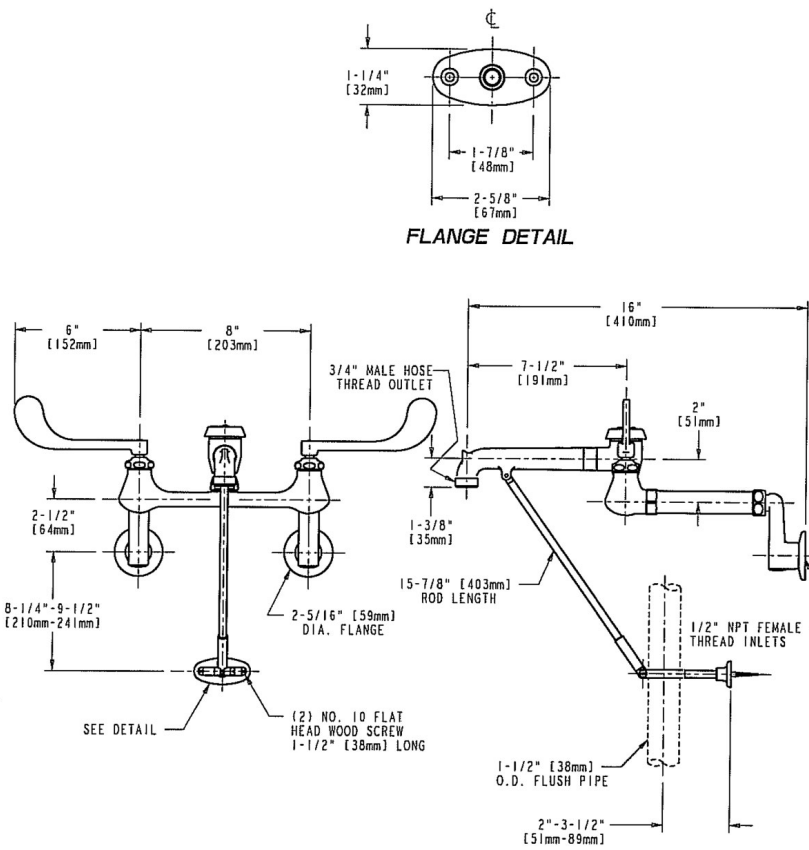 ℄
1-1/4"
[32mm]
1-7/8"
[48mm]
2-5/8"
[67mm]
FLANGE DETAIL
6"
[152mm]
8"
[203mm]
16"
[410mm]
7-1/2"
[191mm]
3/4" MALE HOSE
THREAD OUTLET
2"
[51mm]
2-1/2"
[64mm]
1-3/8"
[35mm]
8-1/4"-9-1/2"
[210mm-241mm]
15-7/8" [403mm]
ROD LENGTH
2-5/16" [59mm]
DIA. FLANGE
1/2" NPT FEMALE
THREAD INLETS
SEE DETAIL
(2) NO. 10 FLAT
HEAD WOOD SCREW
1-1/2" [38mm] LONG
1-1/2" [38mm]
O.D. FLUSH PIPE
2"-3-1/2"
[51mm-89mm]